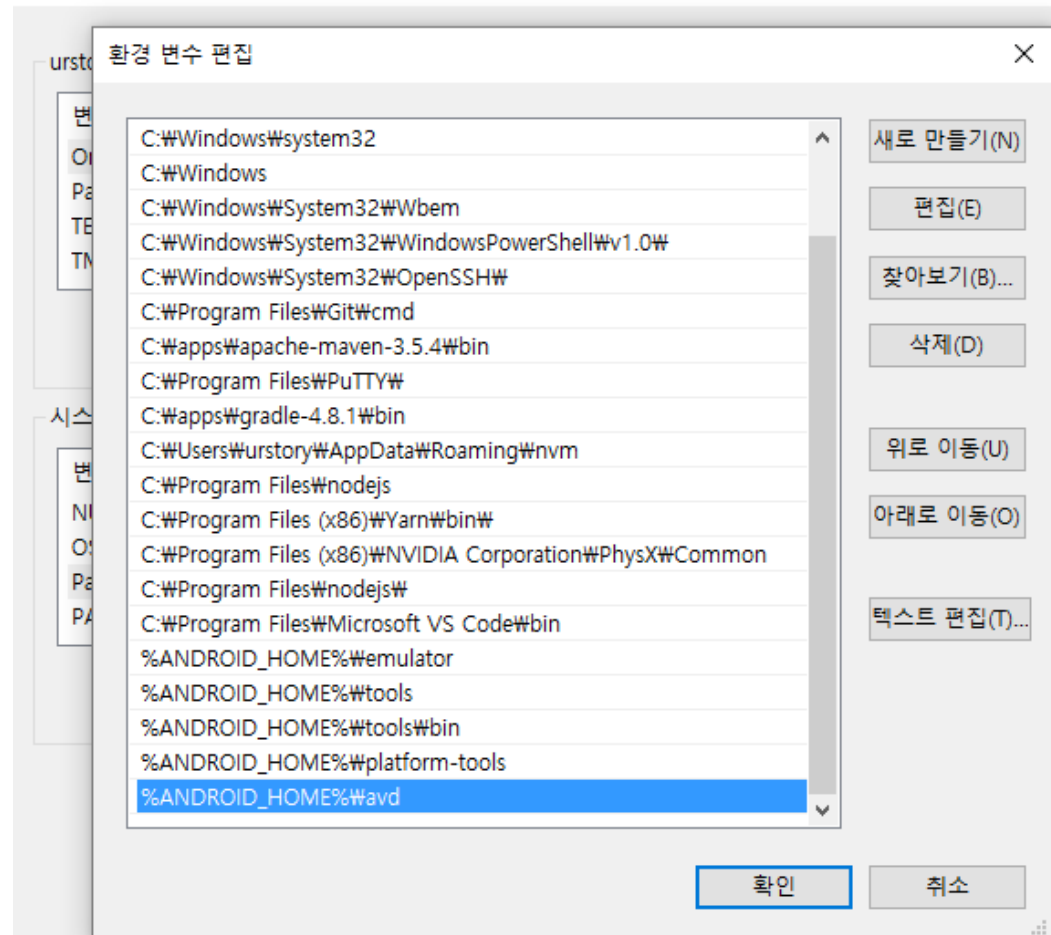 환경 변수 편집
C:₩Windows₩system32
C:₩Windows
C:₩Windows₩System32₩Wbem
C:₩Windows₩System32₩WindowsPowerShell₩v1.0₩
C:₩Windows₩System32₩OpenSSH₩
C:₩Program Files₩Git₩cmd
C:₩apps₩apache-maven-3.5.4₩bin
C:₩Program Files₩PuTTY₩
C:₩apps₩gradle-4.8.1₩bin
C:₩Users₩urstory₩AppData₩Roaming₩nvm
C:₩Program Files₩nodejs
C:₩Program Files (x86)₩Yarn₩bin₩
C:₩Program Files (x86)₩NVIDIA Corporation₩PhysX₩Common
C:₩Program Files₩nodejs₩
C:₩Program Files₩Microsoft VS Code₩bin
%ANDROID_HOME%₩emulator
%ANDROID_HOME%₩tools
%ANDROID_HOME%₩tools₩bin
%ANDROID_HOME%₩platform-tools
%ANDROID_HOME%₩avd
새로 만들기(N)
편집(E)
찾아보기(B)...
삭제(D)
위로 이동(U)
아래로 이동(O)
텍스트 편집(T)...
확인
취소